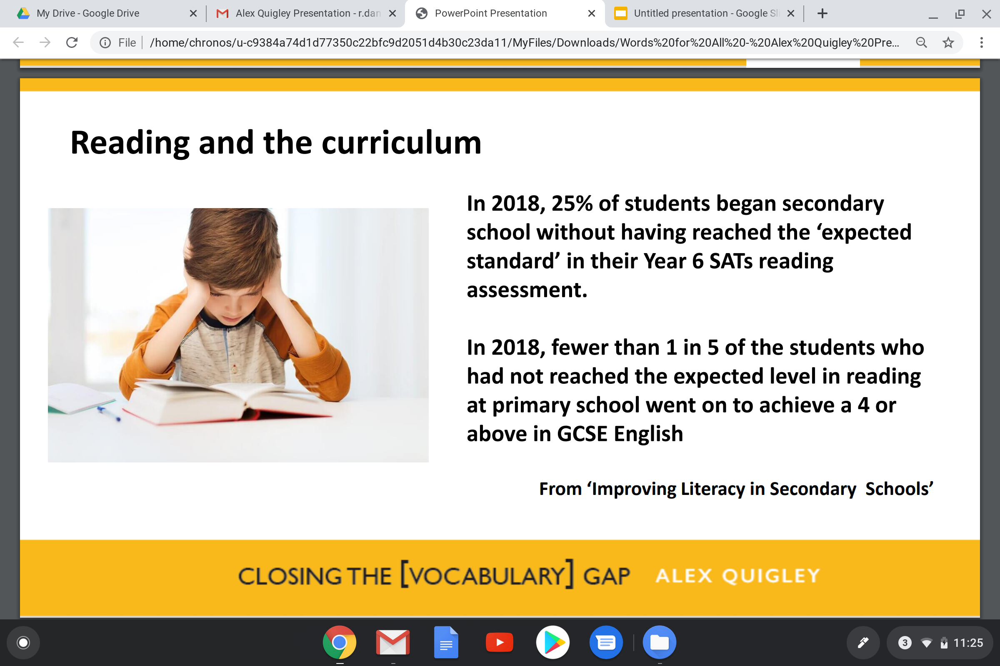 My Drive - Google Drive
Alex Quigley Presentation - r.dan
PowerPoint Presentation
Untitled presentation - Google Sli
File
/home/chronos/u-c9384a74d1d77350c22bfc9d2051d4b30c23da11/MyFiles/Downloads/Words%20for%20All%20-%20Alex%20Quigley%20Pre...
Reading and the curriculum
In 2018, 25% of students began secondary
school without having reached the ‘expected
standard’ in their Year 6 SATs reading
assessment.
In 2018, fewer than 1 in 5 of the students who
had not reached the expected level in reading
at primary school went on to achieve a 4 or
above in GCSE English
From ‘Improving Literacy in Secondary  Schools’
CLOSING THE [VOCABULARY] GAP ALEX QUIGLEY
3 11:25